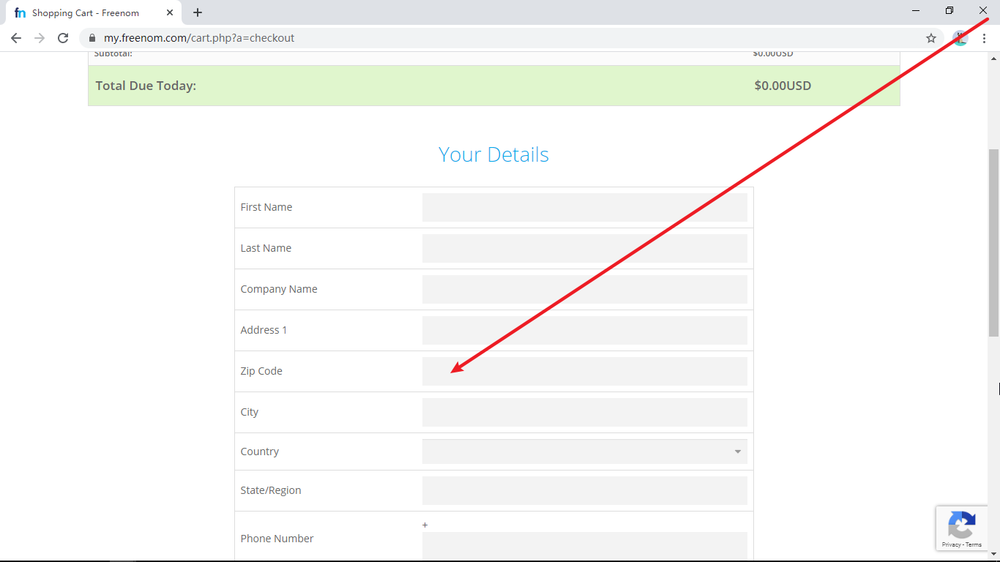 fn Shopping Cart - Freenom
my.freenom.com/cart.php?a=checkout
Subtotal: $0.00USD
Total Due Today: $0.00USD
Your Details
First Name
Last Name
Company Name
Address 1
Zip Code
City
Country
State/Region
+
Phone Number
Privacy - Terms